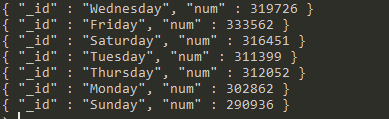 { "_id" : "Wednesday", "num" : 319726 }
{ "_id" : "Friday", "num" : 333562 }
{ "_id" : "Saturday", "num" : 316451 }
{ "_id" : "Tuesday", "num" : 311399 }
{ "_id" : "Thursday", "num" : 312052 }
{ "_id" : "Monday", "num" : 302862 }
{ "_id" : "Sunday", "num" : 290936 }